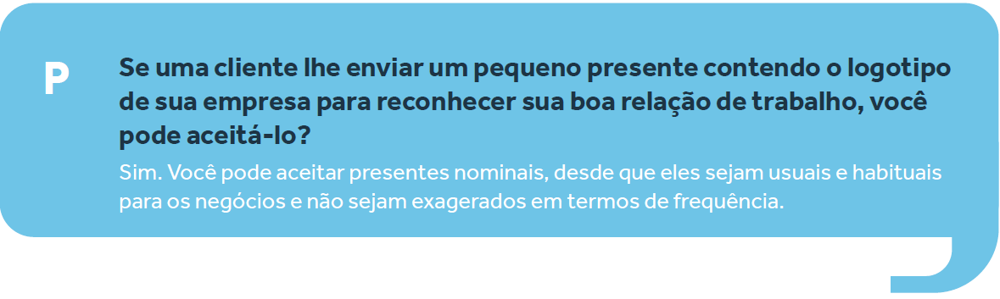 P
Se uma cliente lhe enviar um pequeno presente contendo o logotipo
de sua empresa para reconhecer sua boa relação de trabalho, você
pode aceitá-lo?
Sim. Você pode aceitar presentes nominais, desde que eles sejam usuais e habituais
para os negócios e não sejam exagerados em termos de frequência.